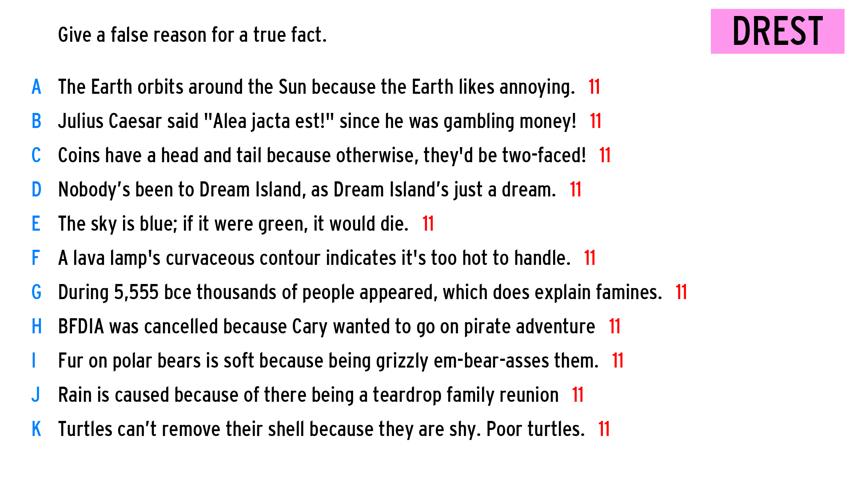 Give a false reason for a true fact.
DREST
A The Earth orbits around the Sun because the Earth likes annoying. 11
B Julius Caesar said "Alea jacta est!" since he was gambling money! 11
C Coins have a head and tail because otherwise, they'd be two-faced! 11
D Nobody’s been to Dream Island, as Dream Island’s just a dream. 11
E The sky is blue; if it were green, it would die. 11
F A lava lamp's curvaceous contour indicates it's too hot to handle. 11
G During 5,555 bce thousands of people appeared, which does explain famines. 11
H BFDIA was cancelled because Cary wanted to go on pirate adventure 11
I Fur on polar bears is soft because being grizzly em-bear-asses them. 11
J Rain is caused because of there being a teardrop family reunion 11
K Turtles can’t remove their shell because they are shy. Poor turtles. 11